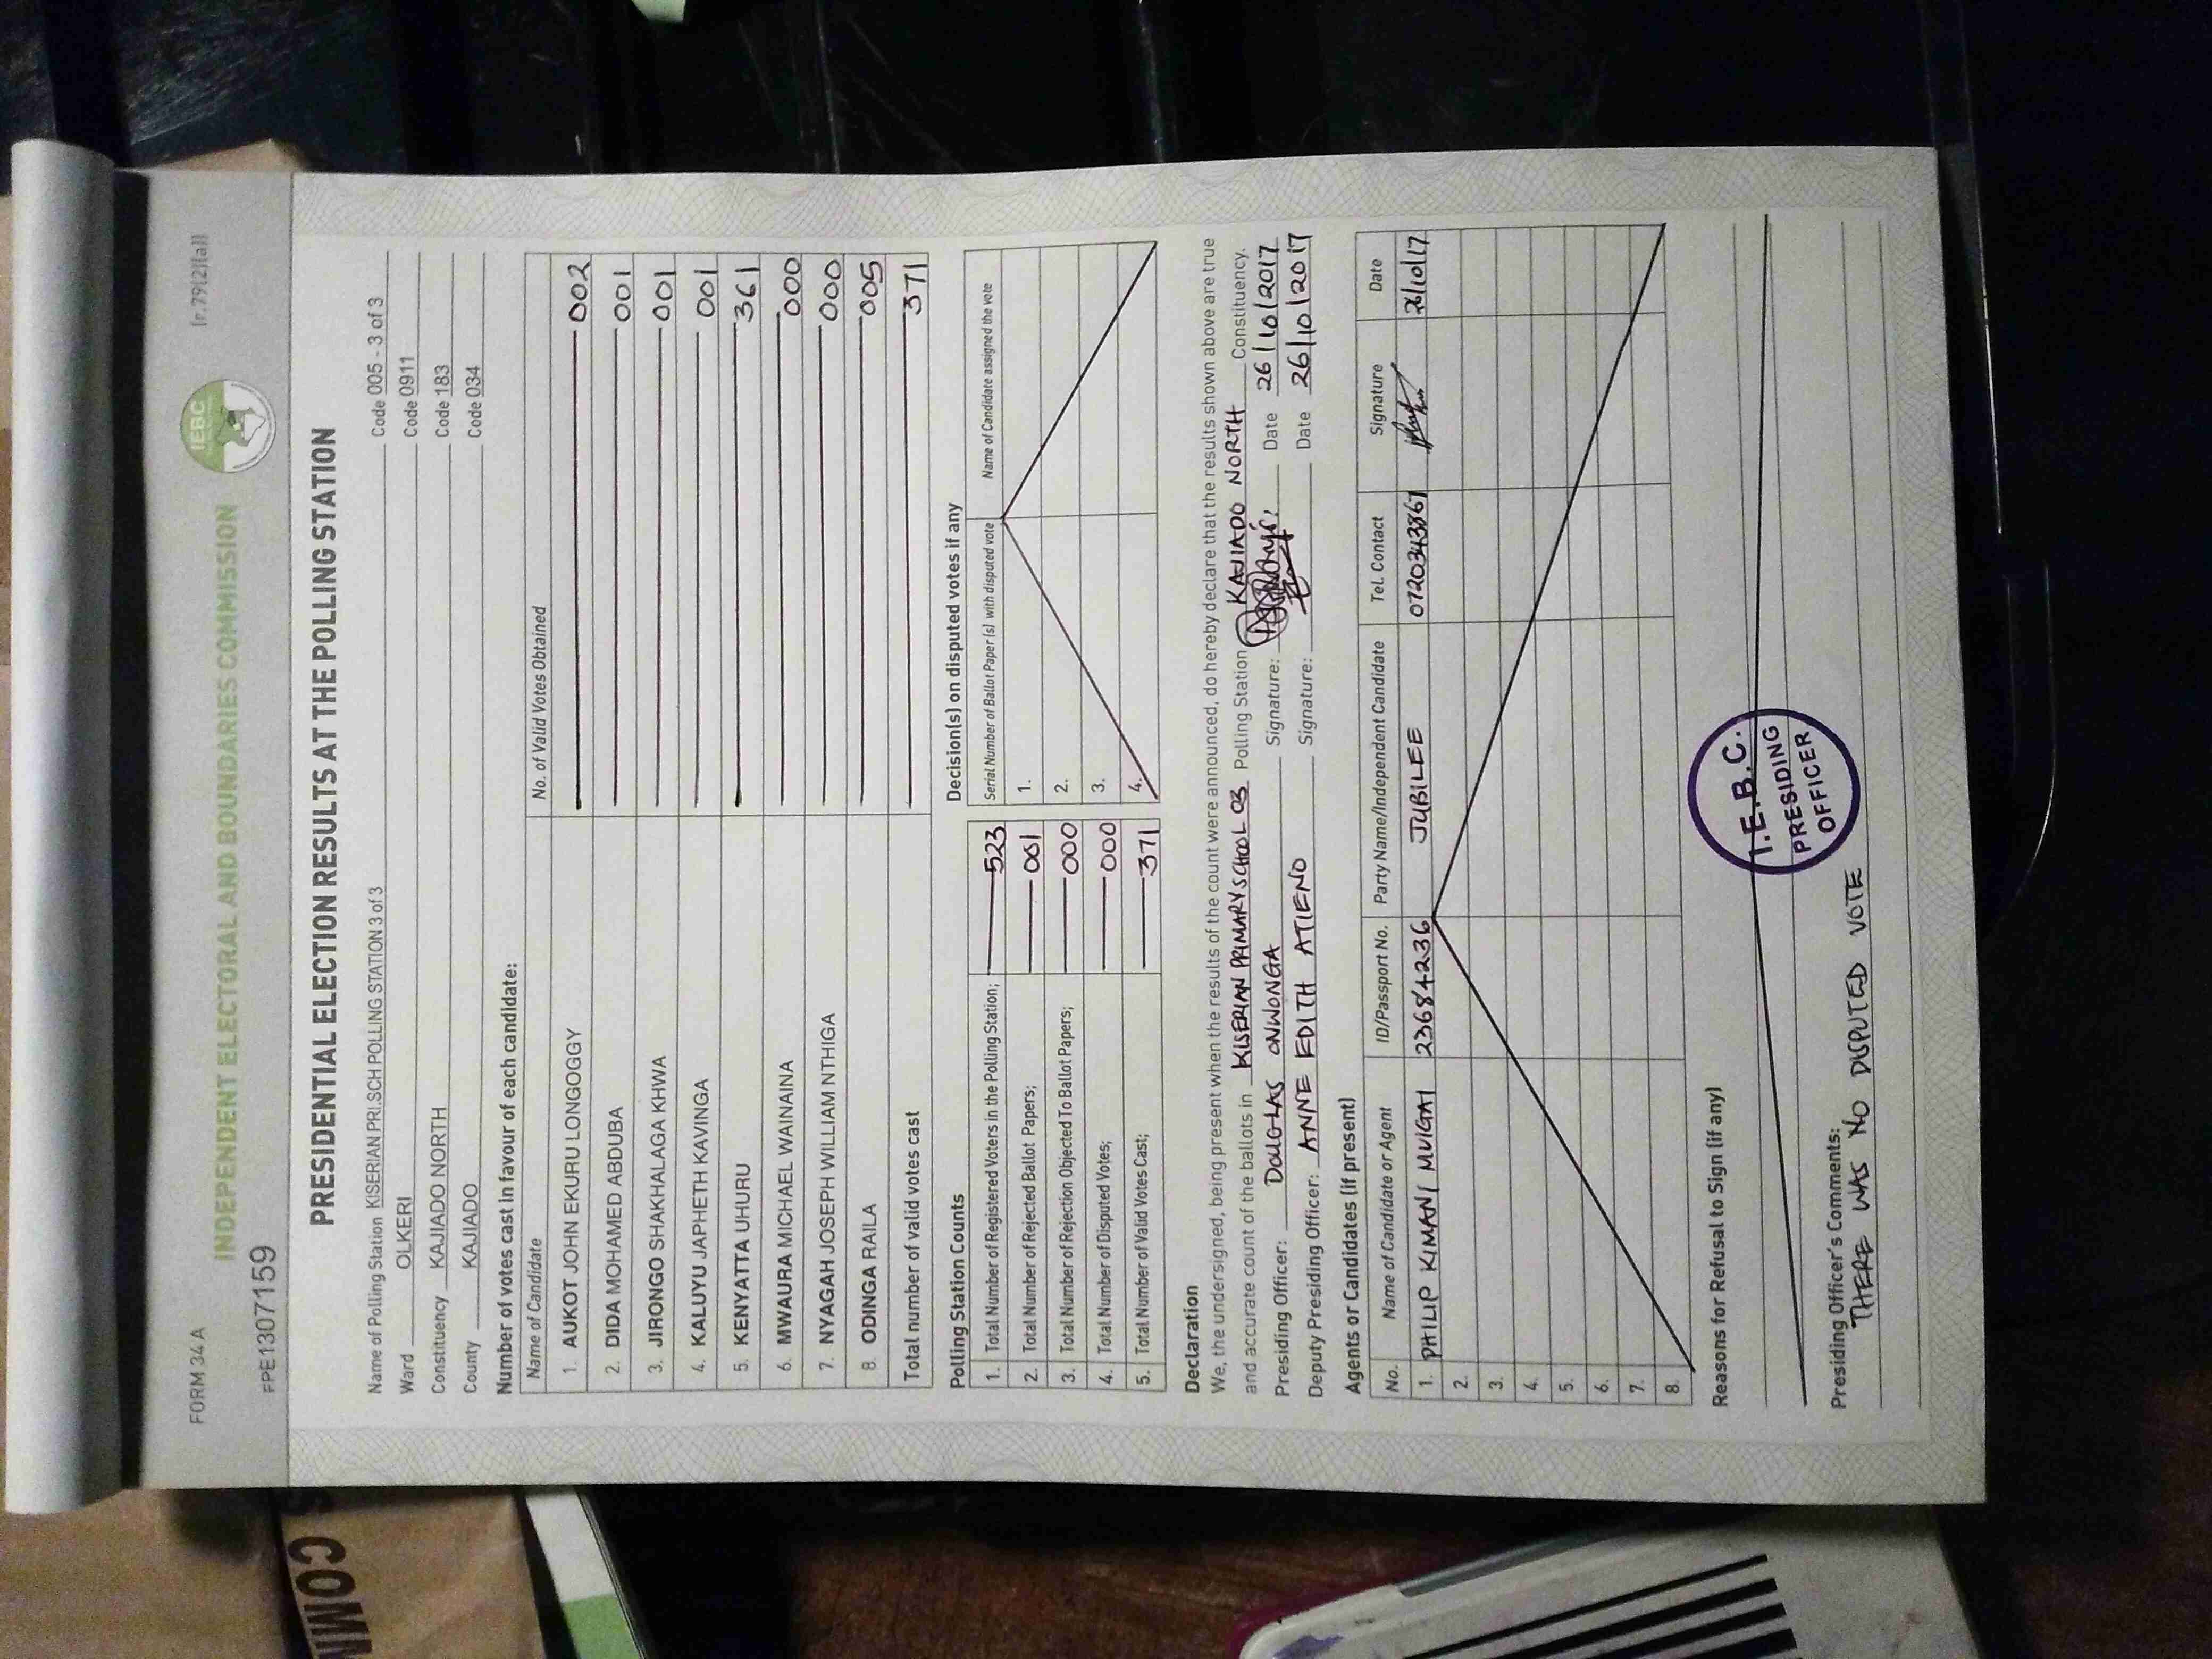 FORM 34 A
[r.79(2)(a)]
INDEPENDENT ELECTORAL AND BOUNDARIES COMMISSION
IEBC
FPE1307159
PRESIDENTIAL ELECTION RESULTS AT THE POLLING STATION
Name of Polling Station KISERIAN PRI.SCH POLLING STATION 3 of 3 Code 005 - 3 of 3
Ward OLKERI Code 0911
Constituency KAJIADO NORTH Code 183
County KAJIADO Code 034
Number of votes cast in favour of each candidate:
Name of Candidate No. of Valid Votes Obtained
1. AUKOT JOHN EKURU LONGOGGY 002
2. DIDA MOHAMED ABDUBA 001
3. JIRONGO SHAKHALAGA KHWA 001
4. KALUYU JAPHETH KAVINGA 001
5. KENYATTA UHURU 361
6. MWAURA MICHAEL WAINAINA 000
7. NYAGAH JOSEPH WILLIAM NTHIGA 000
8. ODINGA RAILA 005
Total number of valid votes cast 371
Polling Station Counts
1. Total Number of Registered Voters in the Polling Station; 523
2. Total Number of Rejected Ballot Papers; 001
3. Total Number of Rejection Objected To Ballot Papers; 000
4. Total Number of Disputed Votes; 000
5. Total Number of Valid Votes Cast; 371
Decision(s) on disputed votes if any
Serial Number of Ballot Paper (s) with disputed vote Name of Candidate assigned the vote
1.
2.
3.
4.
Declaration
We, the undersigned, being present when the results of the count were announced, do hereby declare that the results shown above are true
and accurate count of the ballots in KISERIAN PRIMARY SCHOOL 03 Polling Station KAJIADO NORTH Constituency.
Presiding Officer: DOUGLAS ONWONGA Signature: Date 26/10/2017
Deputy Presiding Officer: ANNE EDITH ATIENO Signature: Date 26/10/2017
Agents or Candidates (if present)
No. Name of Candidate or Agent ID/Passport No. Party Name/Independent Candidate Tel. Contact Signature Date
1. PHILIP KIMANI MUIGAI 23684236 JUBILEE 0720343861 26/10/17
2.
3.
4.
5.
6.
7.
8.
Reasons for Refusal to Sign (if any)
I.E.B.C.
PRESIDING
OFFICER
Presiding Officer's Comments:
THERE WAS NO DISPUTED VOTE